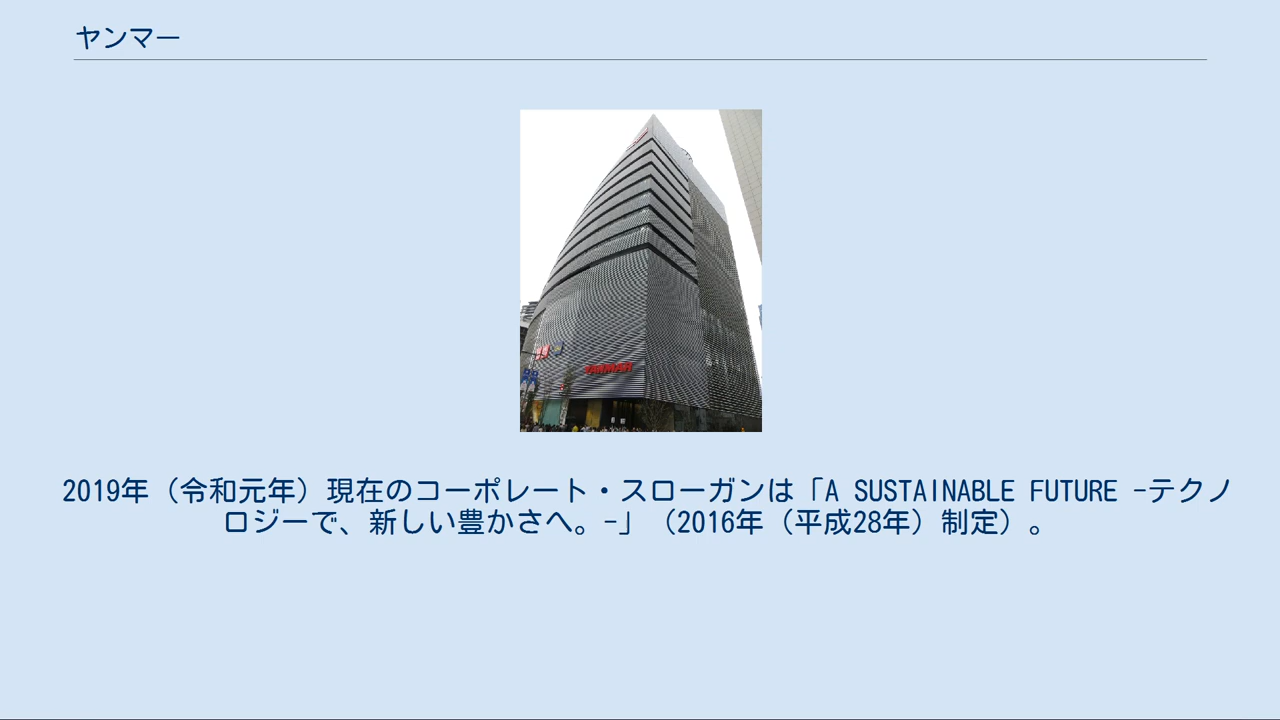 ヤンマー
YANMAR
2019年（令和元年）現在のコーポレート・スローガンは「A SUSTAINABLE FUTURE -テクノ
ロジーで、新しい豊かさへ。-」（2016年（平成28年）制定）。